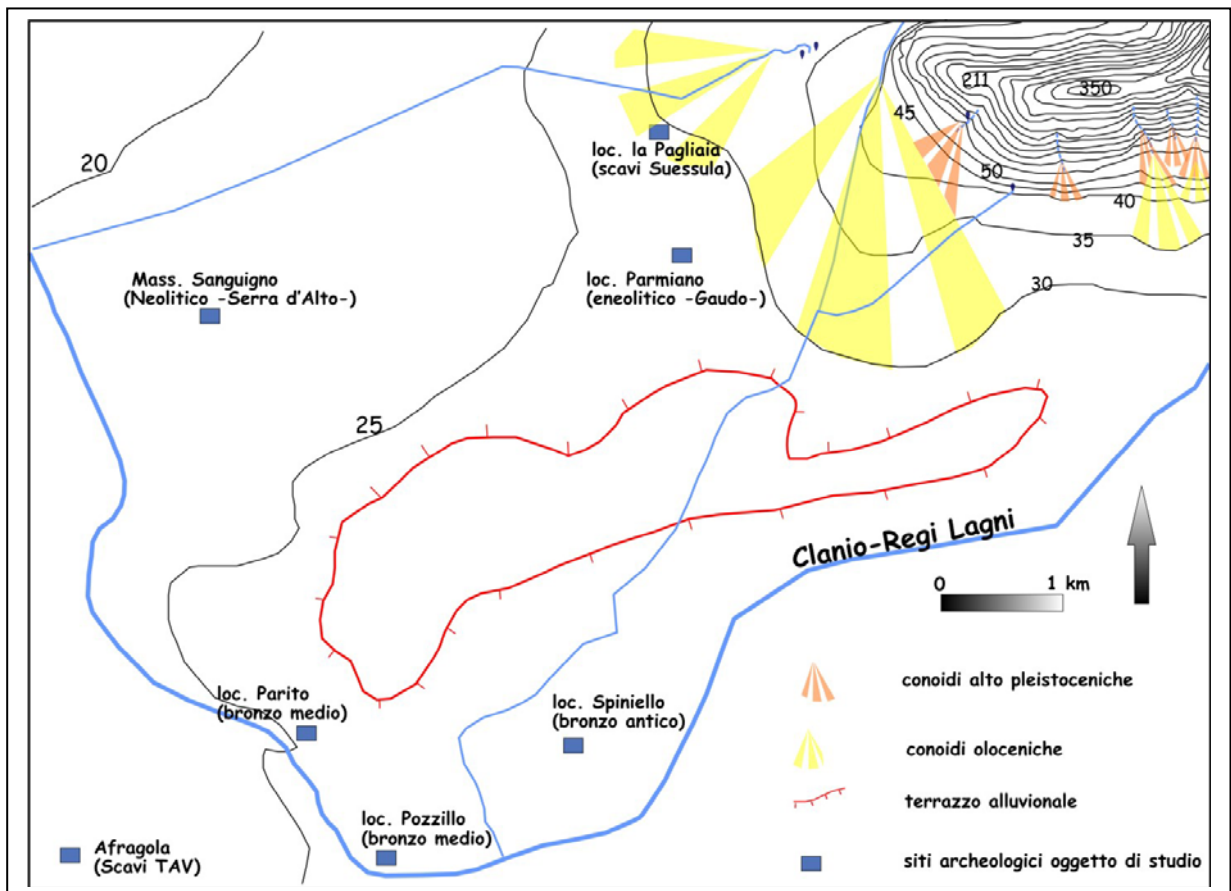 211
350
45
20
loc. la Pagliaia
(scavi Suessula)
50
40
35
Mass. Sanguigno
(Neolitico -Serra d'Alto-)
loc. Parmiano
(eneolitico -Gaudo-)
30
25
Clanio-Regi Lagni
0 1 km
loc. Parito
(bronzo medio)
loc. Spiniello
(bronzo antico)
conoidi alto pleistoceniche
conoidi oloceniche
terrazzo alluvionale
loc. Pozzillo
(bronzo medio)
Afragola
(Scavi TAV)
siti archeologici oggetto di studio